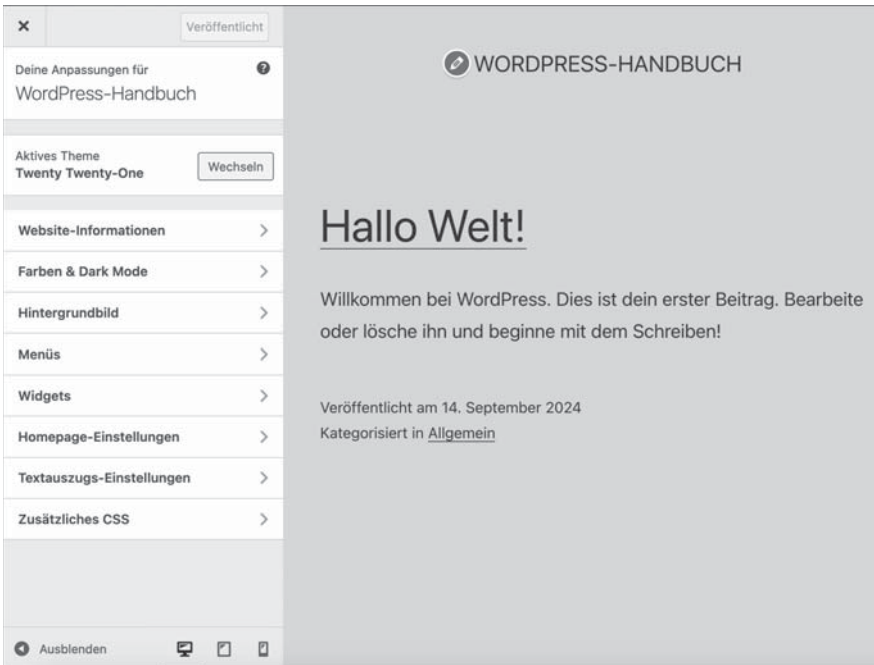 Veröffentlicht
Deine Anpassungen für
WordPress-Handbuch
Aktives Theme
Twenty Twenty-One
Wechseln
Website-Informationen
Farben & Dark Mode
Hintergrundbild
Menüs
Widgets
Homepage-Einstellungen
Textauszugs-Einstellungen
Zusätzliches CSS
Ausblenden
WORDPRESS-HANDBUCH
Hallo Welt!
Willkommen bei WordPress. Dies ist dein erster Beitrag. Bearbeite
oder lösche ihn und beginne mit dem Schreiben!
Veröffentlicht am 14. September 2024
Kategorisiert in Allgemein